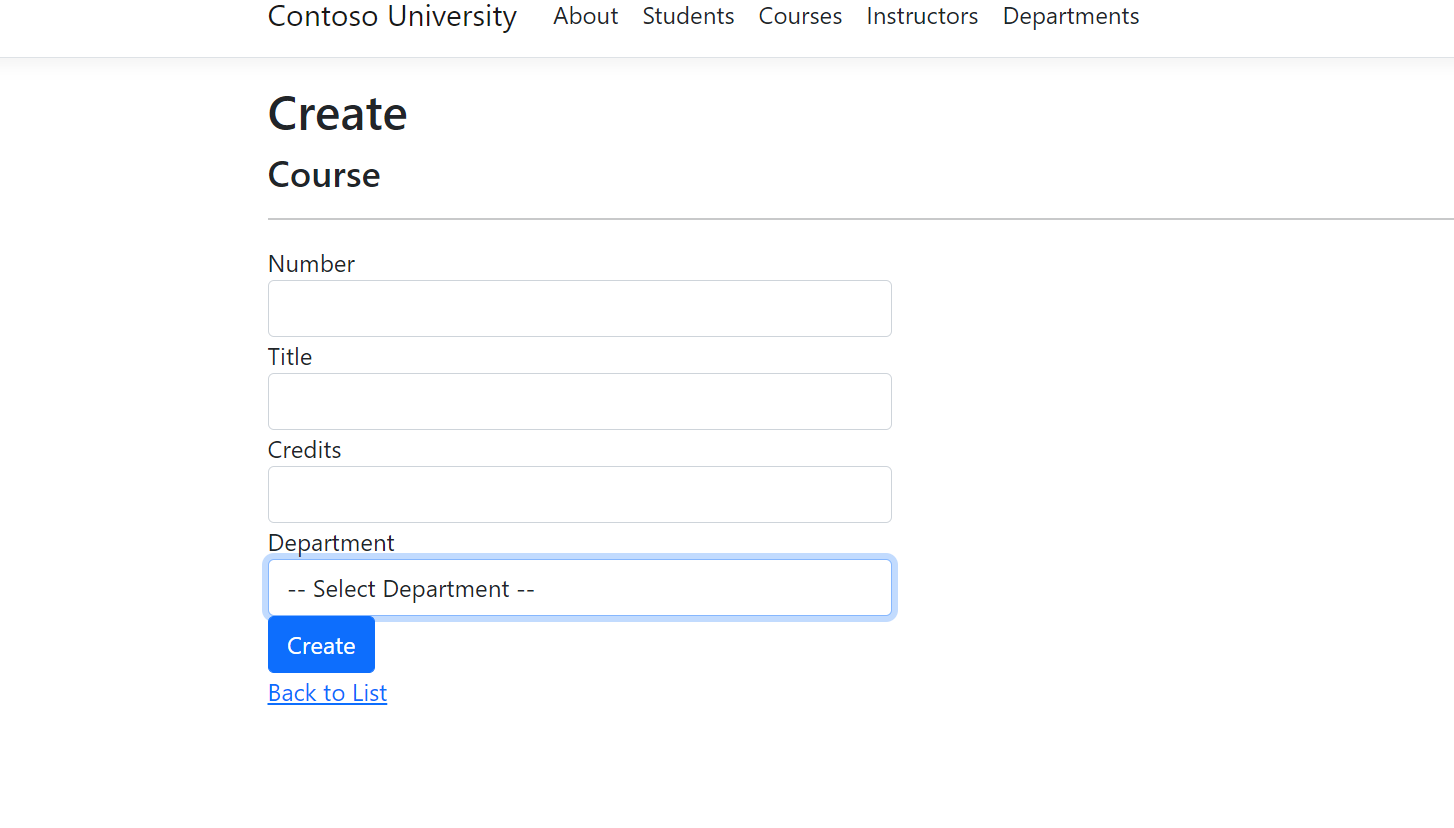 Contoso University About Students Courses Instructors Departments
Create
Course
Number
Title
Credits
Department
-- Select Department --
Create
Back to List